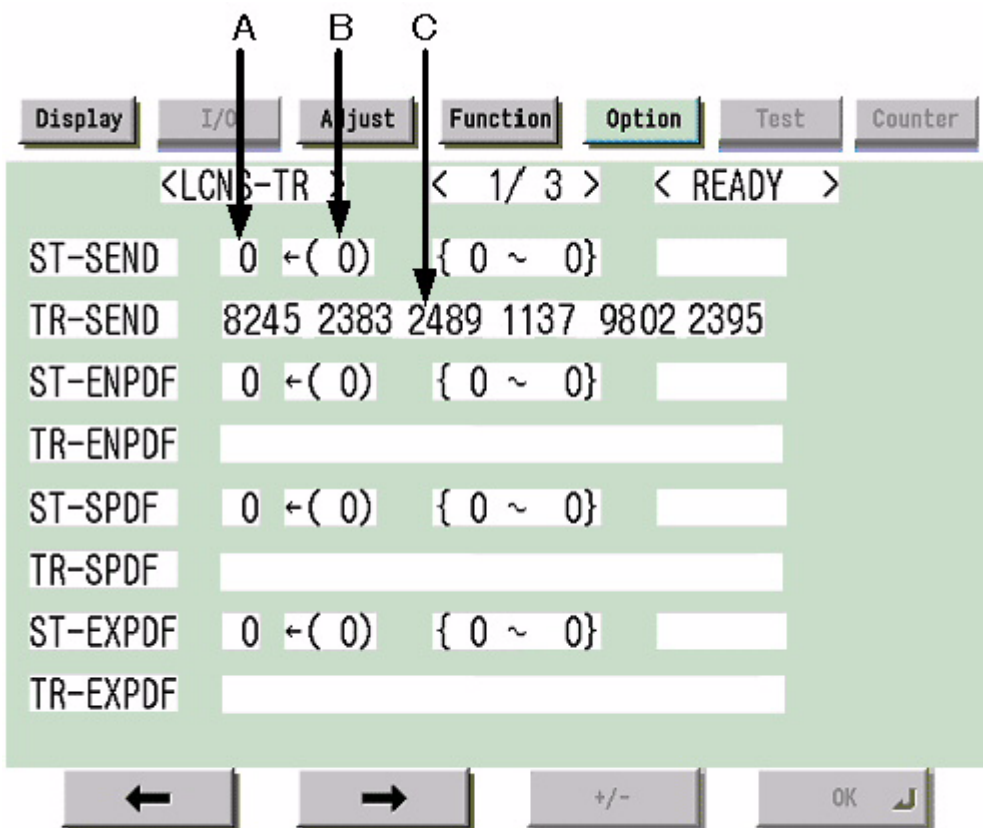 A B C
Display I/O Adjust Function Option Test Counter
<LCNS-TR > < 1/ 3 > < READY >
ST-SEND 0 ←( 0) { 0 ~ 0}
TR-SEND 8245 2383 2489 1137 9802 2395
ST-ENPDF 0 ←( 0) { 0 ~ 0}
TR-ENPDF
ST-SPDF 0 ←( 0) { 0 ~ 0}
TR-SPDF
ST-EXPDF 0 ←( 0) { 0 ~ 0}
TR-EXPDF
← → +/- OK